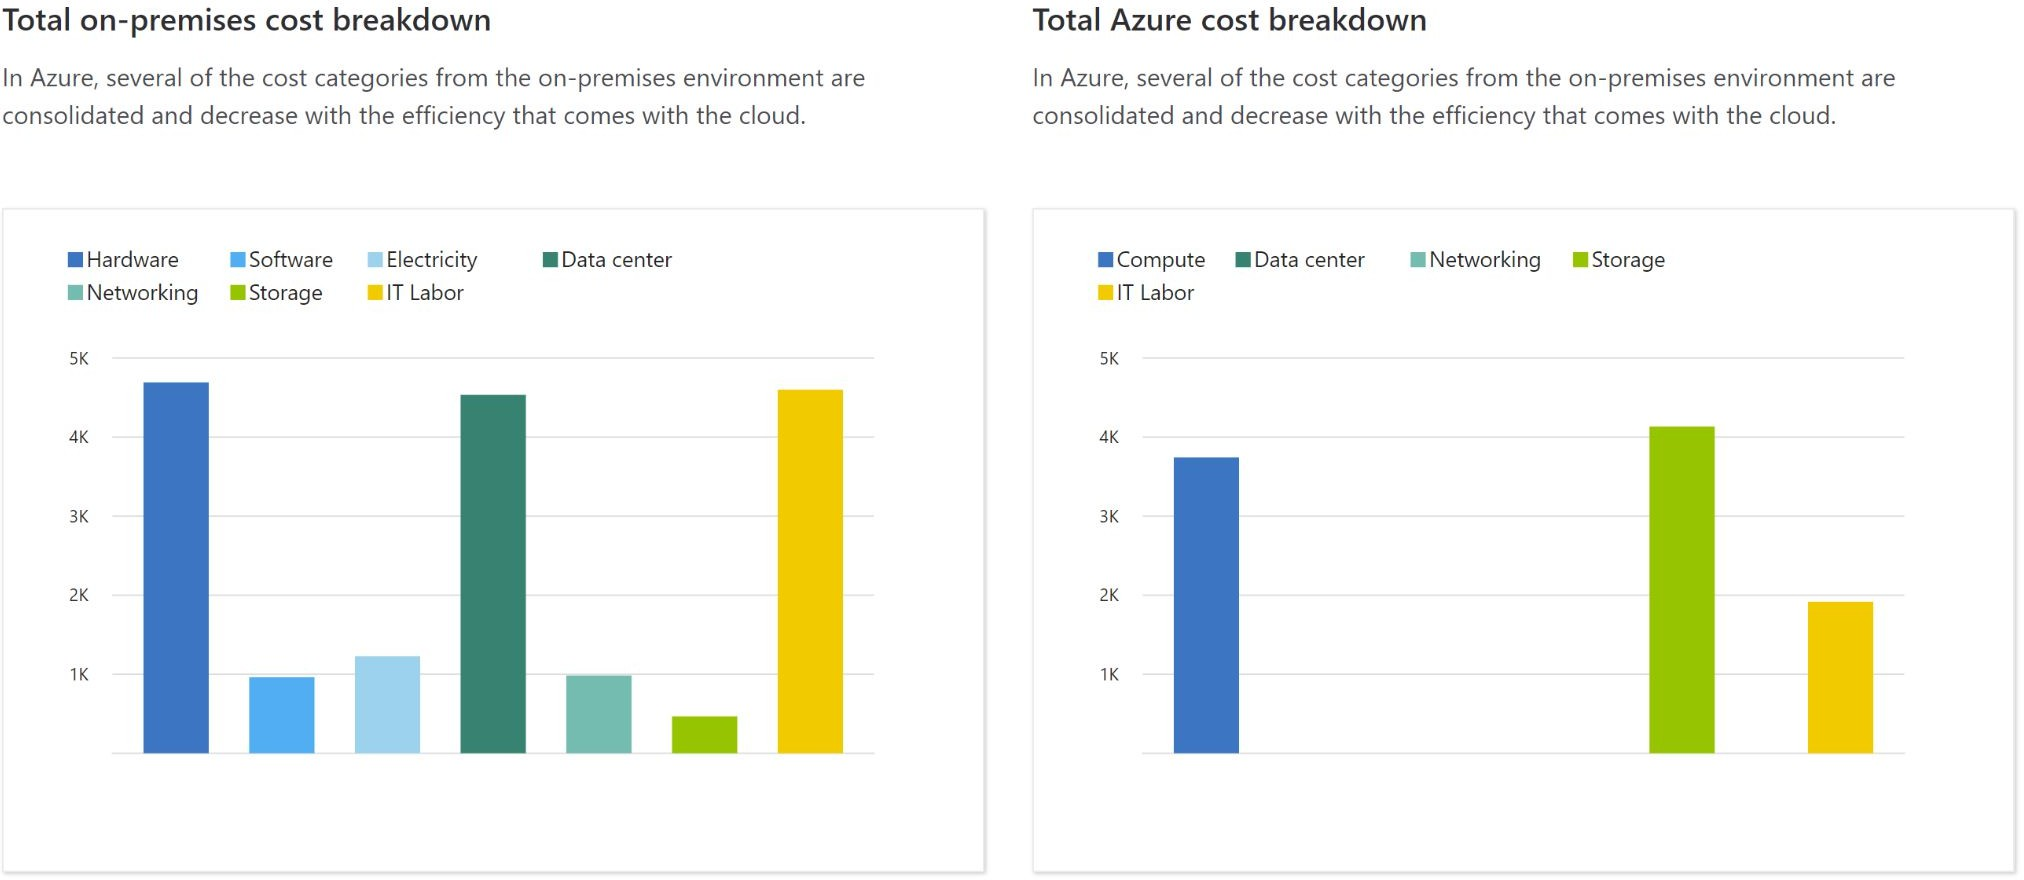 Total on-premises cost breakdown
In Azure, several of the cost categories from the on-premises environment are
consolidated and decrease with the efficiency that comes with the cloud.
Hardware Software Electricity Data center
Networking Storage IT Labor
5K
4K
3K
2K
1K
Total Azure cost breakdown
In Azure, several of the cost categories from the on-premises environment are
consolidated and decrease with the efficiency that comes with the cloud.
Compute Data center Networking Storage
IT Labor
5K
4K
3K
2K
1K